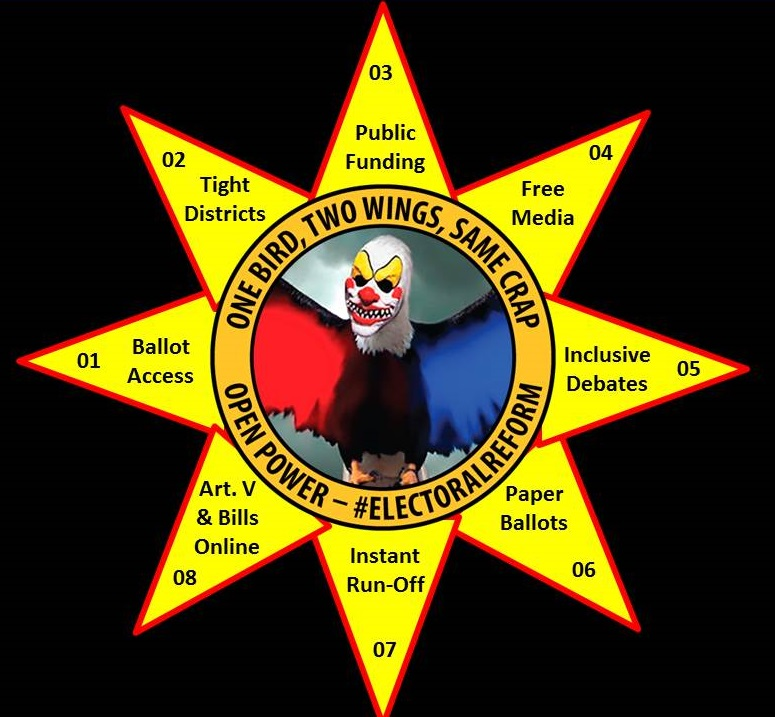 03
Public
Funding
02
Tight
Districts
04
Free
Media
ONE BIRD, TWO WINGS, SAME CRAP
01
Ballot
Access
Inclusive
Debates
05
OPEN POWER – #ELECTORALREFORM
Art. V
& Bills
Online
08
Paper
Ballots
06
Instant
Run-Off
07